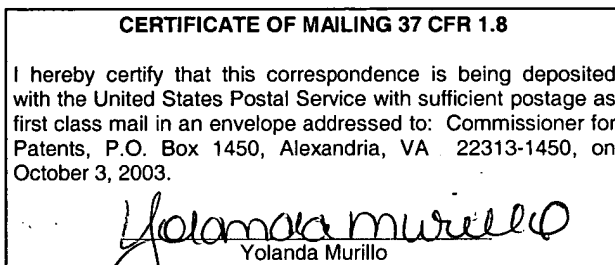 CERTIFICATE OF MAILING 37 CFR 1.8
I hereby certify that this correspondence is being deposited
with the United States Postal Service with sufficient postage as
first class mail in an envelope addressed to: Commissioner for
Patents, P.O. Box 1450, Alexandria, VA 22313-1450, on
October 3, 2003.
Yolanda Murillo
Yolanda Murillo